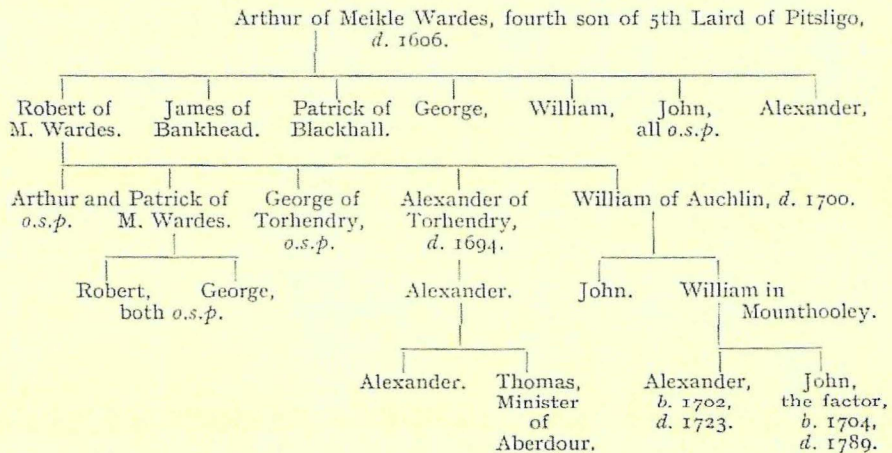 Arthur of Meikle Wardes, fourth son of 5th Laird of Pitsligo,
d. 1606.
Robert of James of Patrick of George, William, John, Alexander,
M. Wardes. Bankhead. Blackhall. all o.s.p.
Arthur and Patrick of George of Alexander of William of Auchlin, d. 1700.
o.s.p. M. Wardes. Torhendry, Torhendry,
o.s.p. d. 1694.
Robert, George, Alexander. John. William in
both o.s.p. Mounthooley.
Alexander. Thomas, Alexander, John,
Minister b. 1702, the factor,
of d. 1723. b. 1704,
Aberdour, d. 1789.